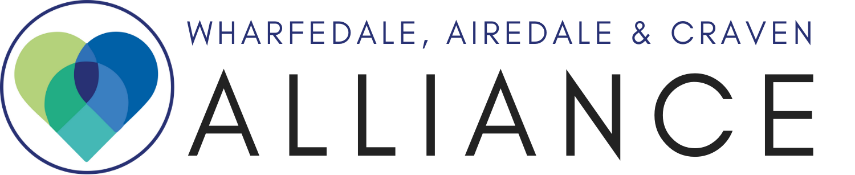 WHARFEDALE, AIREDALE & CRAVEN
ALLIANCE